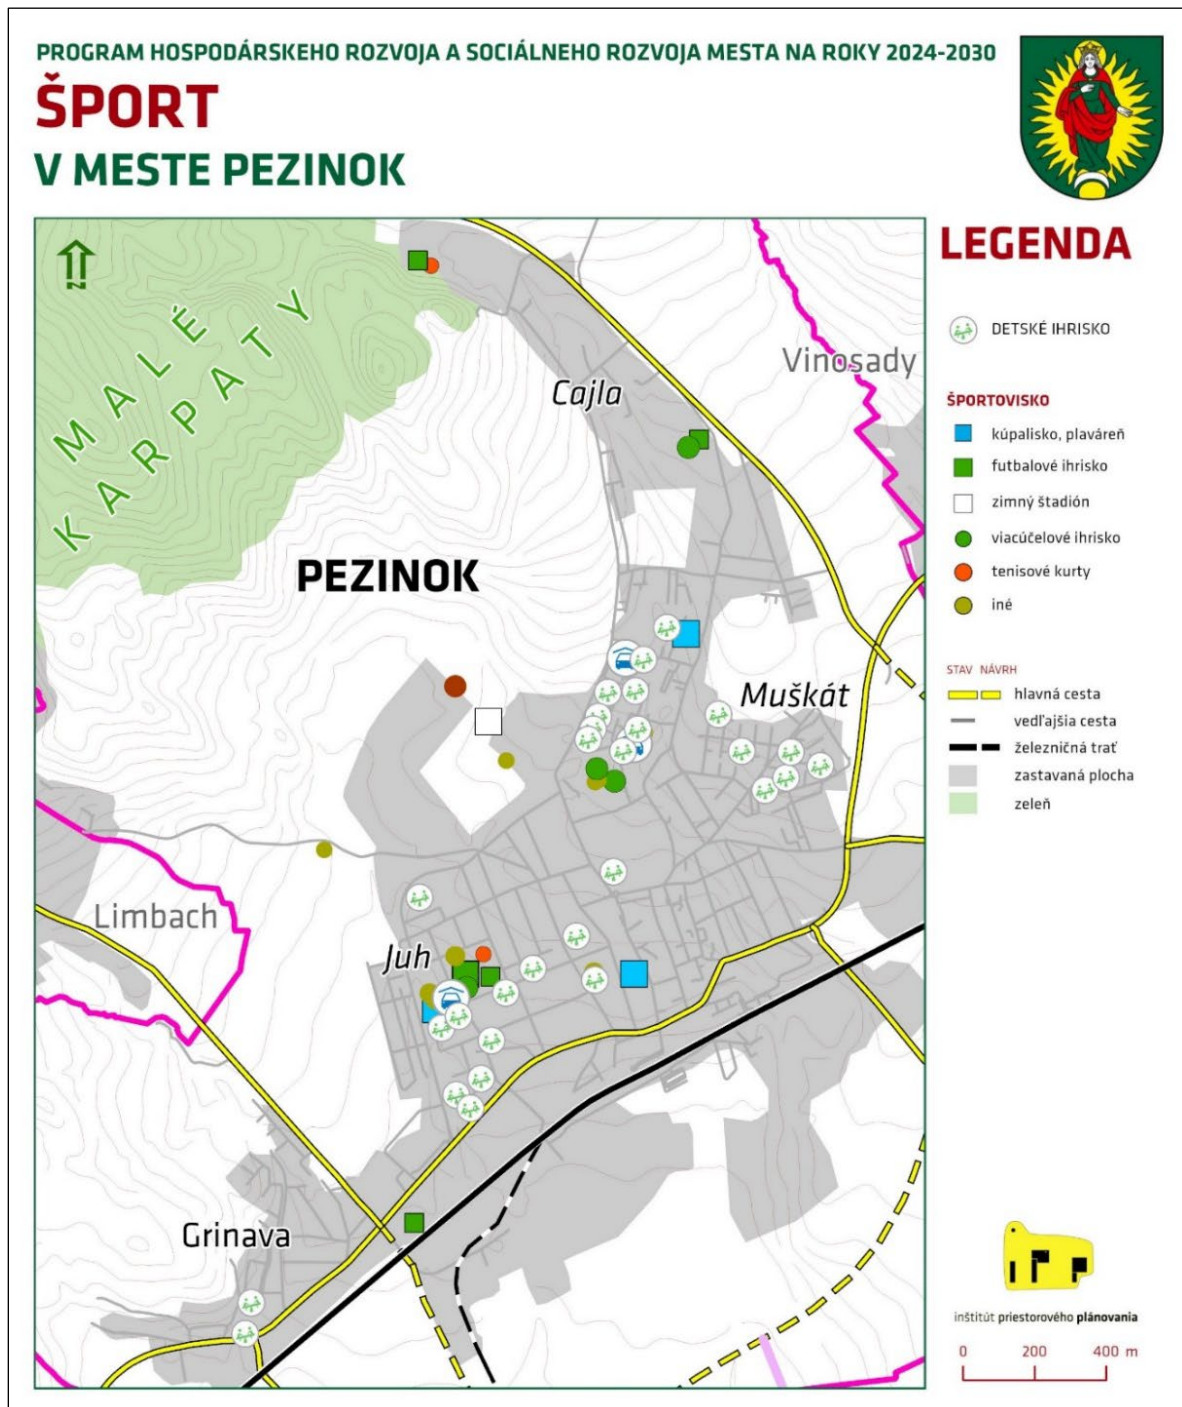 PROGRAM HOSPODÁRSKEHO ROZVOJA A SOCIÁLNEHO ROZVOJA MESTA NA ROKY 2024-2030
ŠPORT
V MESTE PEZINOK
N
MALÉ
KARPATY
Cajla
Vinosady
PEZINOK
Muškát
Limbach
Juh
Grinava
LEGENDA
DETSKÉ IHRISKO
ŠPORTOVISKO
kúpalisko, plaváreň
futbalové ihrisko
zimný štadión
viacúčelové ihrisko
tenisové kurty
iné
STAV NÁVRH
hlavná cesta
vedľajšia cesta
železničná trať
zastavaná plocha
zeleň
inštitút priestorového plánovania
0 200 400 m